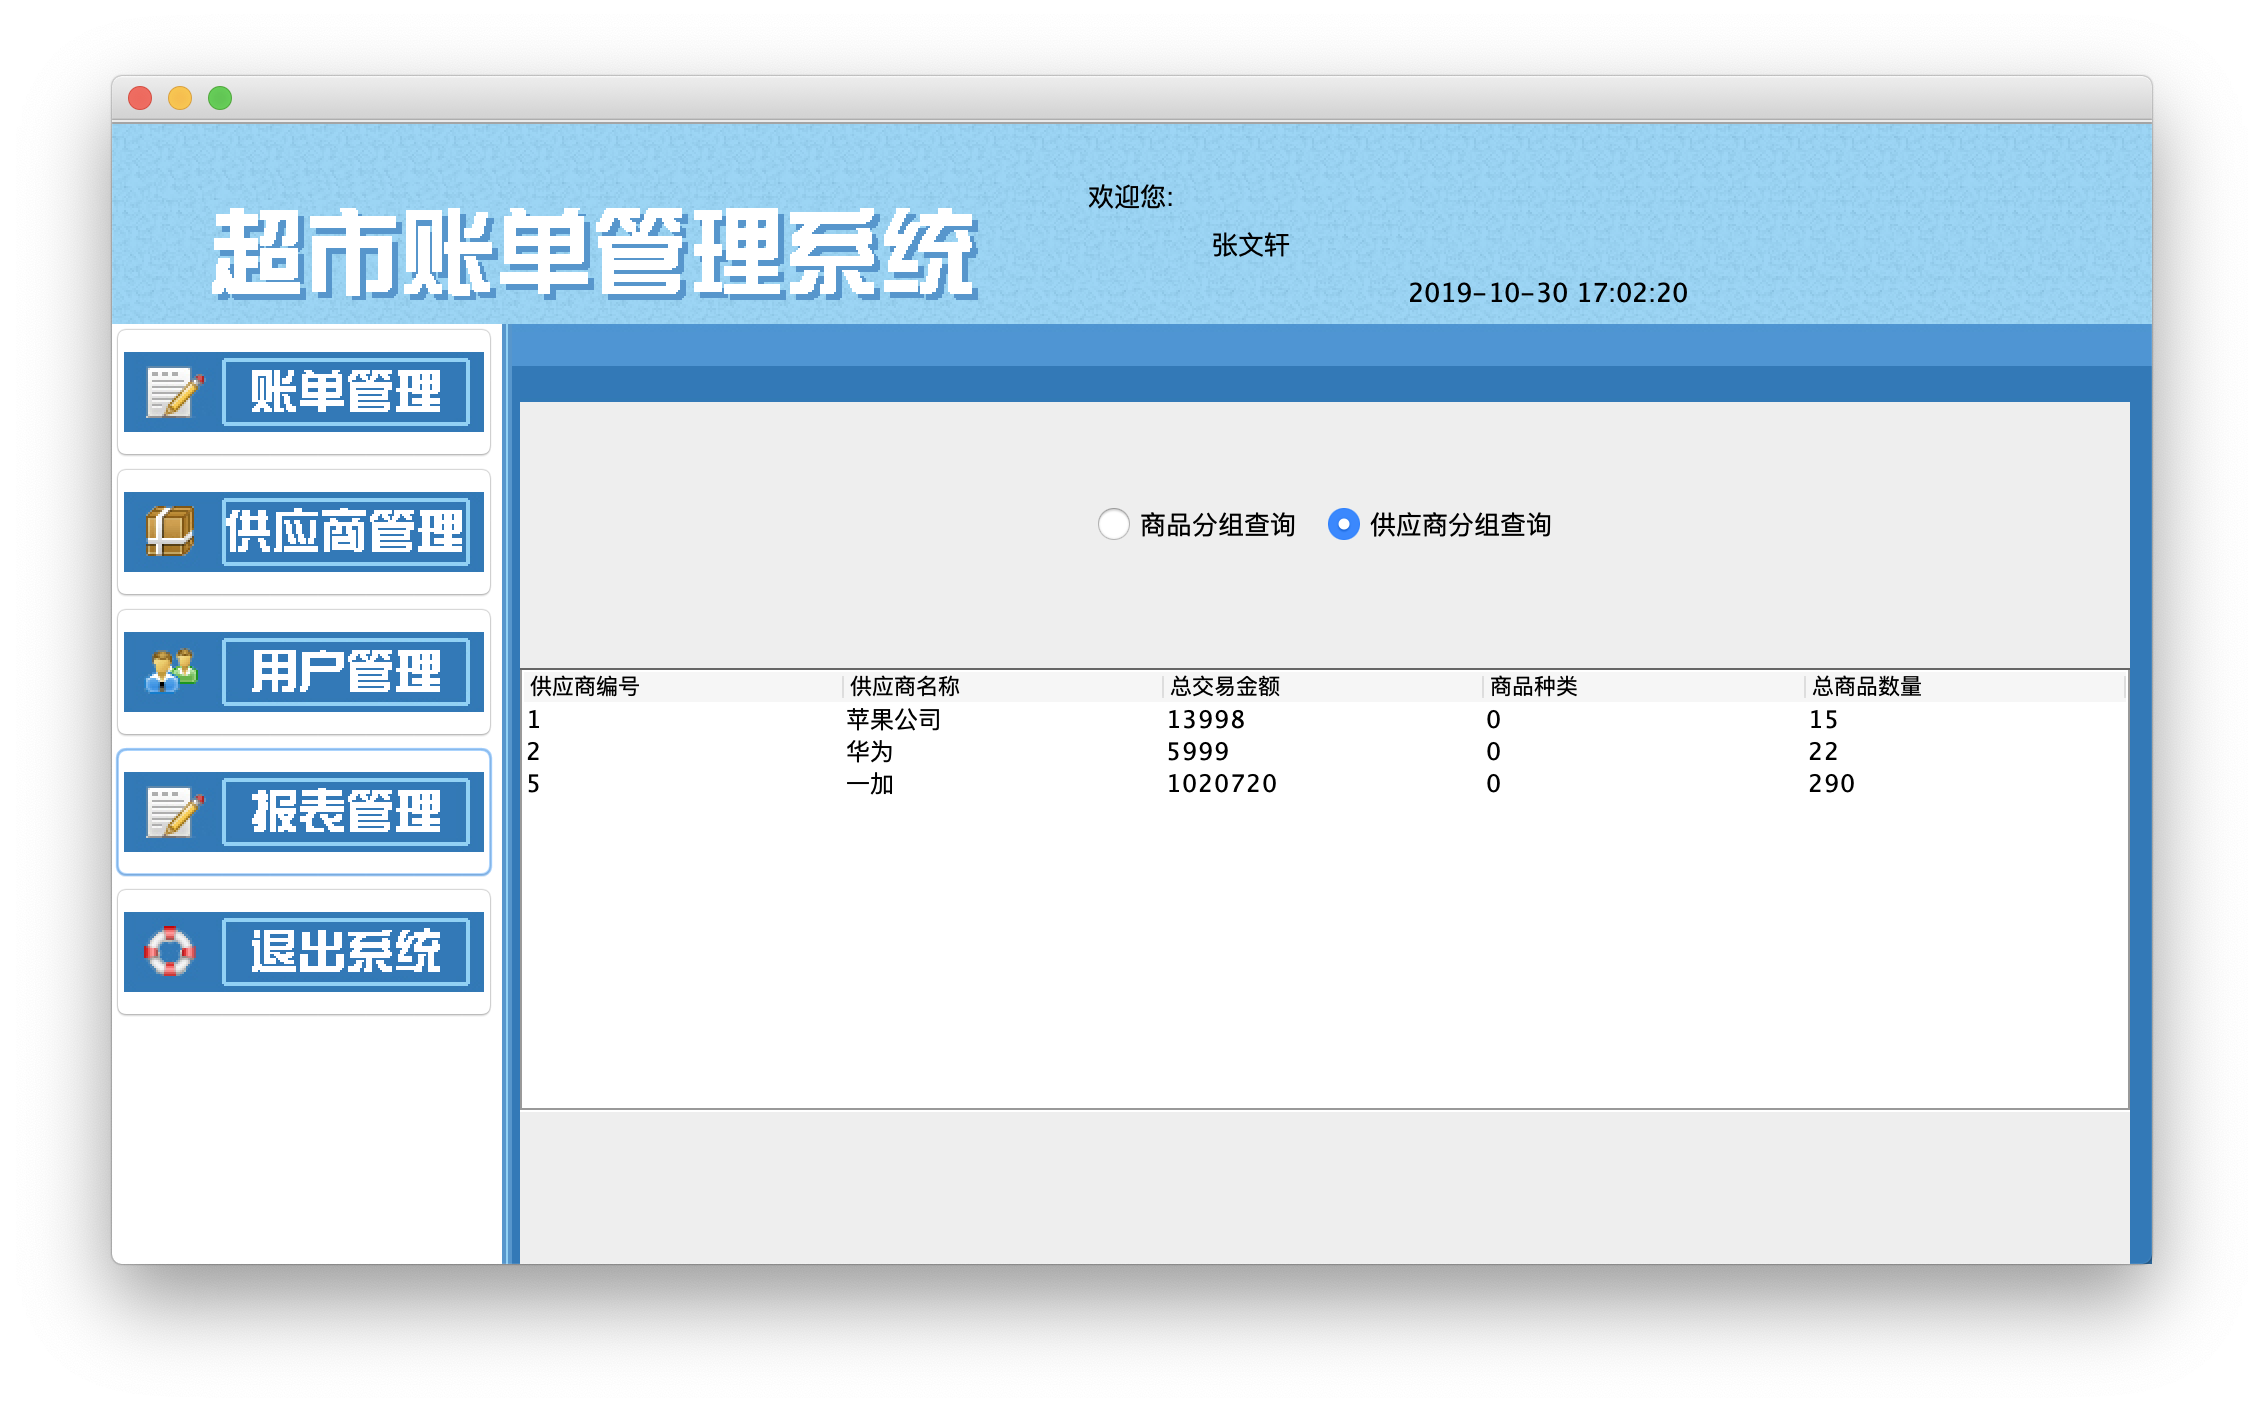 欢迎您:
超市账单管理系统
张文轩
2019-10-30 17:02:20
账单管理
供应商管理
用户管理
报表管理
退出系统
商品分组查询 供应商分组查询
供应商编号 供应商名称 总交易金额 商品种类 总商品数量
1 苹果公司 13998 0 15
2 华为 5999 0 22
5 一加 1020720 0 290